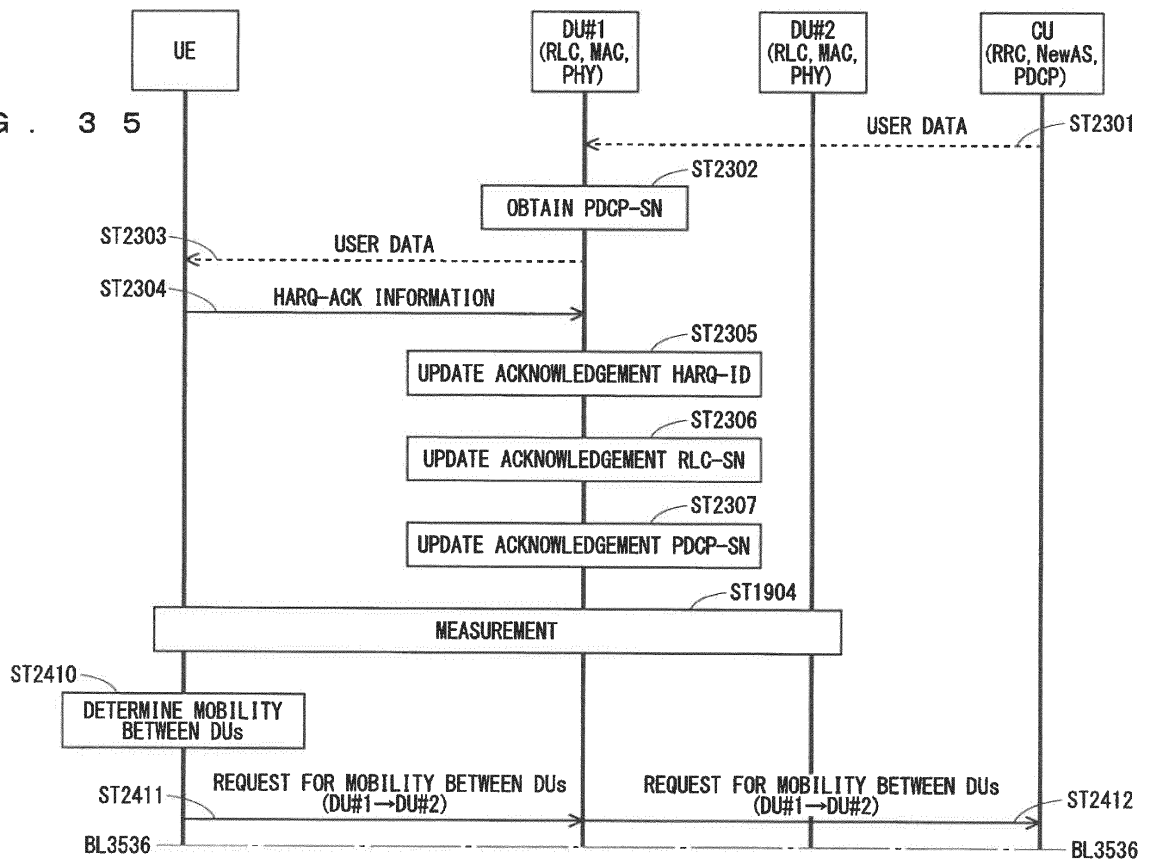 UE
DU#1
(RLC, MAC,
PHY)
DU#2
(RLC, MAC,
PHY)
CU
(RRC, NewAS,
PDCP)
G . 3 5
USER DATA
ST2301
ST2302
OBTAIN PDCP-SN
ST2303
USER DATA
ST2304
HARQ-ACK INFORMATION
ST2305
UPDATE ACKNOWLEDGEMENT HARQ-ID
ST2306
UPDATE ACKNOWLEDGEMENT RLC-SN
ST2307
UPDATE ACKNOWLEDGEMENT PDCP-SN
ST1904
MEASUREMENT
ST2410
DETERMINE MOBILITY
BETWEEN DUs
REQUEST FOR MOBILITY BETWEEN DUs
(DU#1→DU#2)
ST2411
REQUEST FOR MOBILITY BETWEEN DUs
(DU#1→DU#2)
ST2412
BL3536
BL3536